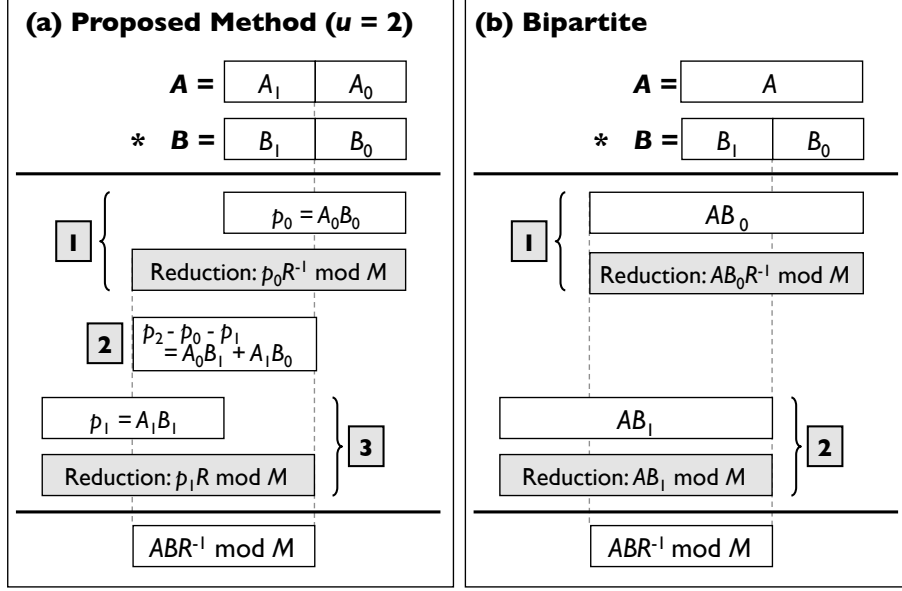 (a) Proposed Method (u = 2)
A = A₁ A₀
* B = B₁ B₀
1
p₀ = A₀B₀
Reduction: p₀R⁻¹ mod M
2
p₂ - p₀ - p₁
= A₀B₁ + A₁B₀
p₁ = A₁B₁
3
Reduction: p₁R mod M
ABR⁻¹ mod M
(b) Bipartite
A = A
* B = B₁ B₀
1
AB₀
Reduction: AB₀R⁻¹ mod M
AB₁
2
Reduction: AB₁ mod M
ABR⁻¹ mod M